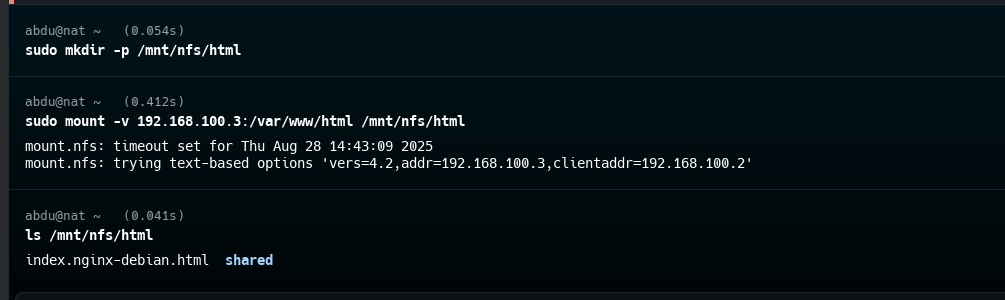 abdu@nat ~ (0.054s)
sudo mkdir -p /mnt/nfs/html
abdu@nat ~ (0.412s)
sudo mount -v 192.168.100.3:/var/www/html /mnt/nfs/html
mount.nfs: timeout set for Thu Aug 28 14:43:09 2025
mount.nfs: trying text-based options 'vers=4.2,addr=192.168.100.3,clientaddr=192.168.100.2'
abdu@nat ~ (0.041s)
ls /mnt/nfs/html
index.nginx-debian.html shared